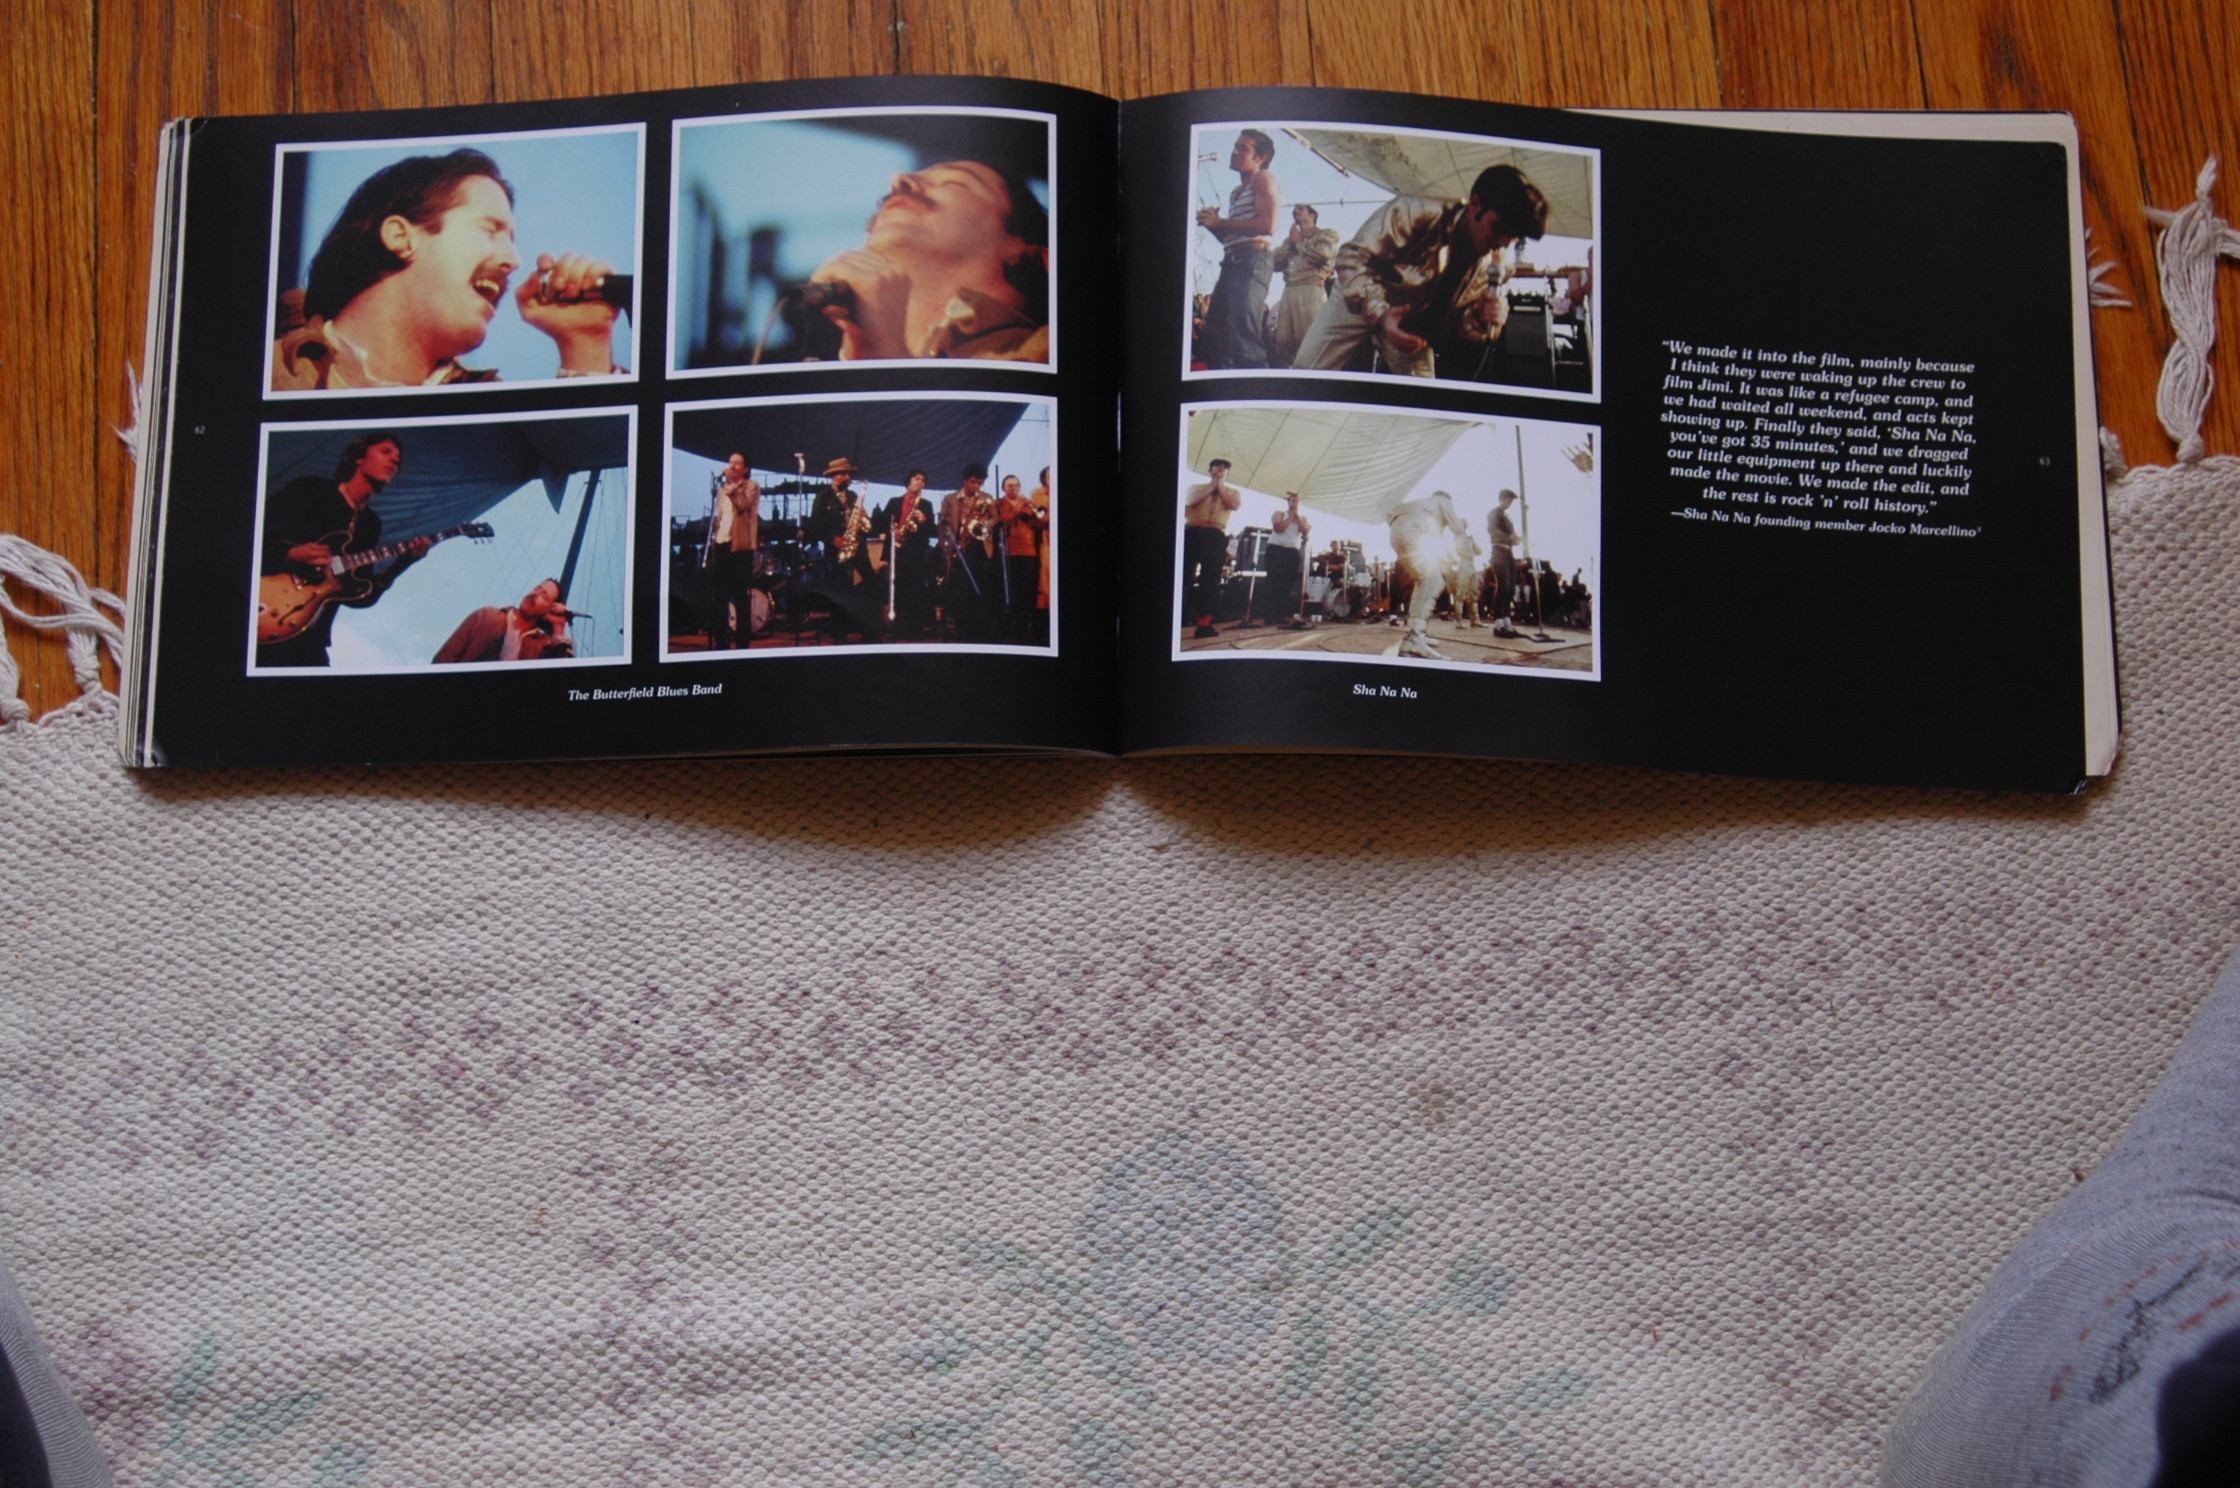 62
The Butterfield Blues Band
Sha Na Na
“We made it into the film, mainly because
I think they were waking up the crew to
film Jimi. It was like a refugee camp, and
we had waited all weekend, and acts kept
showing up. Finally they said, ‘Sha Na Na,
you’ve got 35 minutes,’ and we dragged
our little equipment up there and luckily
made the movie. We made the edit, and
the rest is rock ’n’ roll history.”
—Sha Na Na founding member Jocko Marcellino³
63